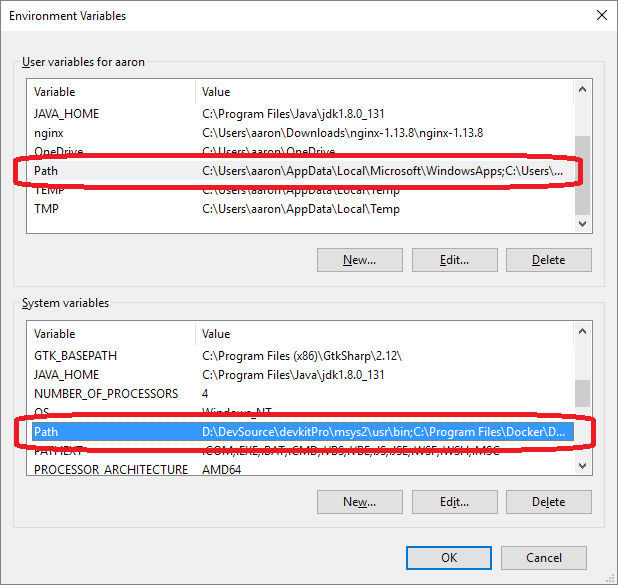 Environment Variables
User variables for aaron
Variable Value
JAVA_HOME C:\Program Files\Java\jdk1.8.0_131
nginx C:\Users\aaron\Downloads\nginx-1.13.8\nginx-1.13.8
OneDrive C:\Users\aaron\OneDrive
Path C:\Users\aaron\AppData\Local\Microsoft\WindowsApps;C:\Users\...
TEMP C:\Users\aaron\AppData\Local\Temp
TMP C:\Users\aaron\AppData\Local\Temp
New... Edit... Delete
System variables
Variable Value
GTK_BASEPATH C:\Program Files (x86)\GtkSharp\2.12\
JAVA_HOME C:\Program Files\Java\jdk1.8.0_131
NUMBER_OF_PROCESSORS 4
OS Windows_NT
Path D:\DevSource\devkitPro\msys2\usr\bin;C:\Program Files\Docker\D...
PATHEXT .COM;.EXE;.BAT;.CMD;.VBS;.VBE;.JS;.JSE;.WSF;.WSH;.MSC
PROCESSOR_ARCHITECTURE AMD64
New... Edit... Delete
OK Cancel